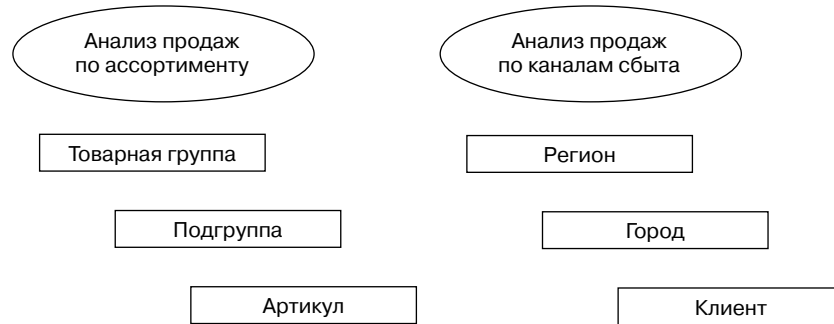 Анализ продаж
по ассортименту
Анализ продаж
по каналам сбыта
Товарная группа
Регион
Подгруппа
Город
Артикул
Клиент